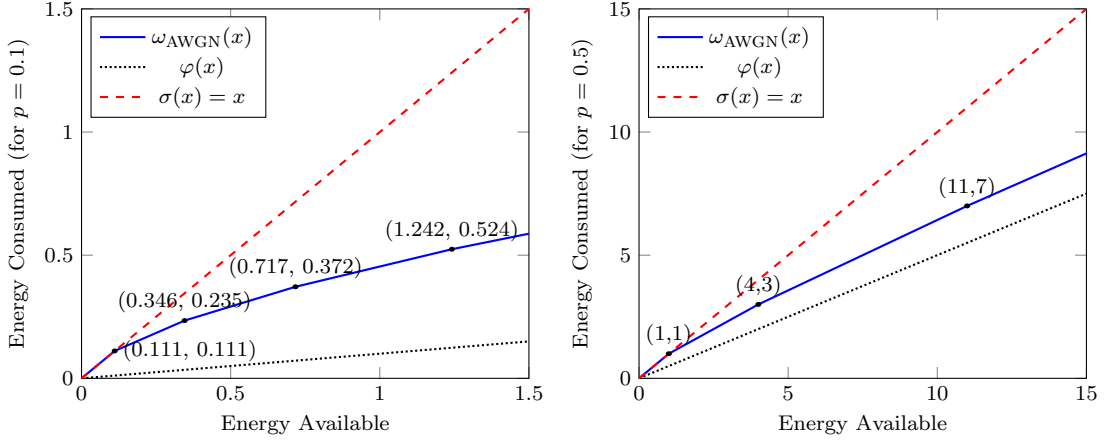 1.5
1
0.5
0
Energy Consumed (for p = 0.1)
ω_AWGN(x)
φ(x)
σ(x) = x
(1.242, 0.524)
(0.717, 0.372)
(0.346, 0.235)
(0.111, 0.111)
0 0.5 1 1.5
Energy Available
15
10
5
0
Energy Consumed (for p = 0.5)
ω_AWGN(x)
φ(x)
σ(x) = x
(11,7)
(4,3)
(1,1)
0 5 10 15
Energy Available